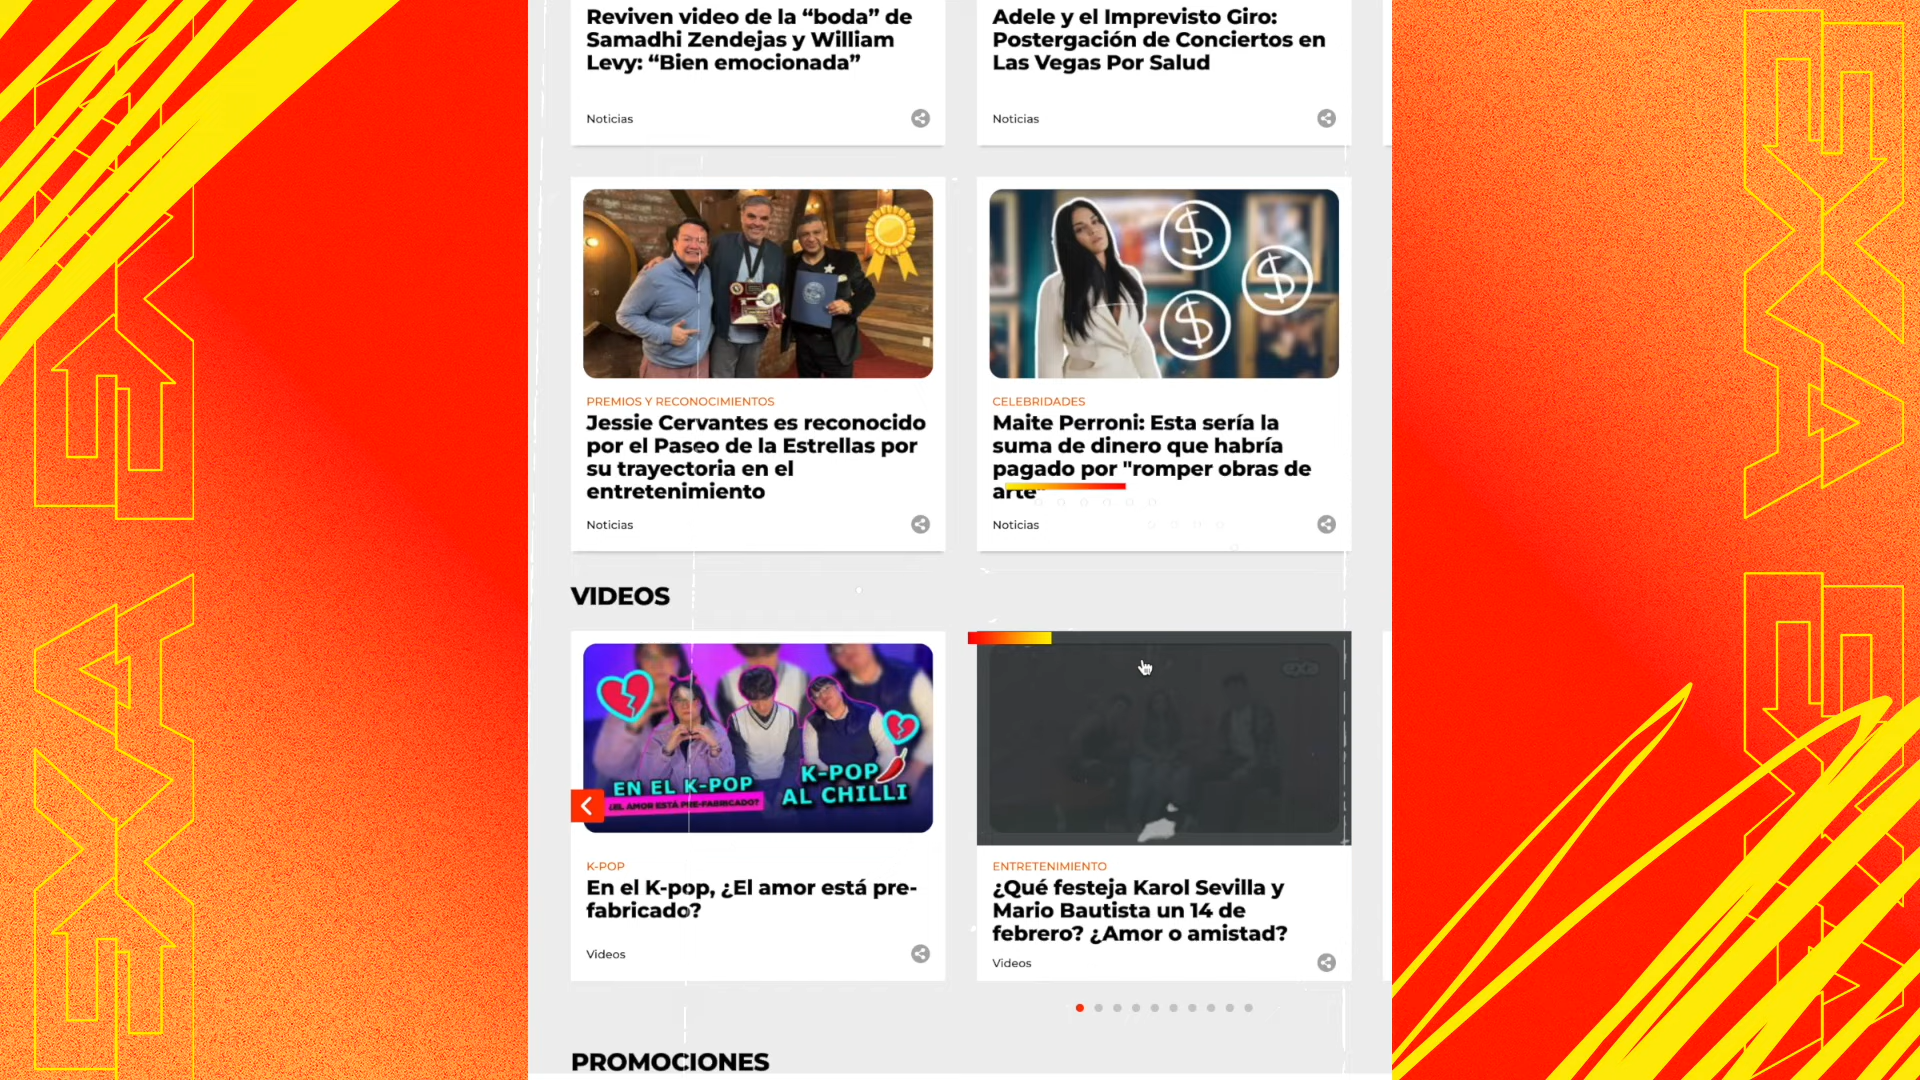 Reviven video de la “boda” de
Samadhi Zendejas y William
Levy: “Bien emocionada”
Noticias
Adele y el Imprevisto Giro:
Postergación de Conciertos en
Las Vegas Por Salud
Noticias
PREMIOS Y RECONOCIMIENTOS
Jessie Cervantes es reconocido
por el Paseo de la Estrellas por
su trayectoria en el
entretenimiento
Noticias
CELEBRIDADES
Maite Perroni: Esta sería la
suma de dinero que habría
pagado por "romper obras de
arte"
Noticias
VIDEOS
EN EL K-POP
¿EL AMOR ESTÁ PRE-FABRICADO?
K-POP
AL CHILLI
K-POP
En el K-pop, ¿El amor está pre-
fabricado?
Videos
ENTRETENIMIENTO
¿Qué festeja Karol Sevilla y
Mario Bautista un 14 de
febrero? ¿Amor o amistad?
Videos
PROMOCIONES
EXA
EXA
EXA
EXA